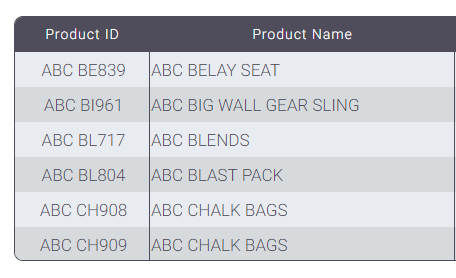 Product ID Product Name
ABC BE839 ABC BELAY SEAT
ABC BI961 ABC BIG WALL GEAR SLING
ABC BL717 ABC BLENDS
ABC BL804 ABC BLAST PACK
ABC CH908 ABC CHALK BAGS
ABC CH909 ABC CHALK BAGS